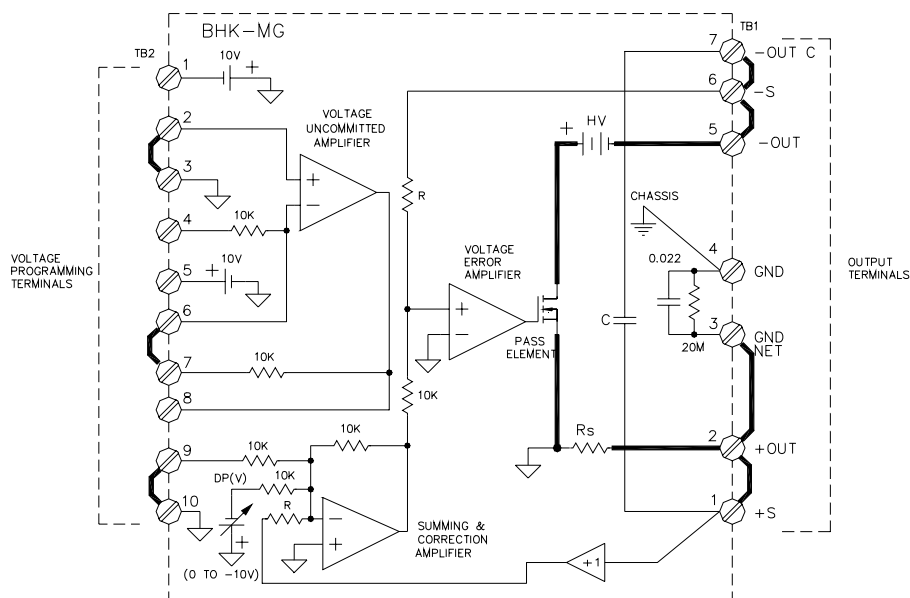 BHK-MG
TB2
TB1
VOLTAGE
PROGRAMMING
TERMINALS
1
10V
+
2
3
4
10K
5
+
10V
6
7
10K
8
9
10K
10
VOLTAGE
UNCOMMITTED
AMPLIFIER
+
−
DP(V)
10K
R
+
(0 TO -10V)
10K
−
+
SUMMING &
CORRECTION
AMPLIFIER
R
10K
VOLTAGE
ERROR
AMPLIFIER
+
−
PASS
ELEMENT
+
HV
C
Rs
+1
CHASSIS
0.022
20M
7
-OUT C
6
-S
5
-OUT
4
GND
3
GND
NET
2
+OUT
1
+S
OUTPUT
TERMINALS